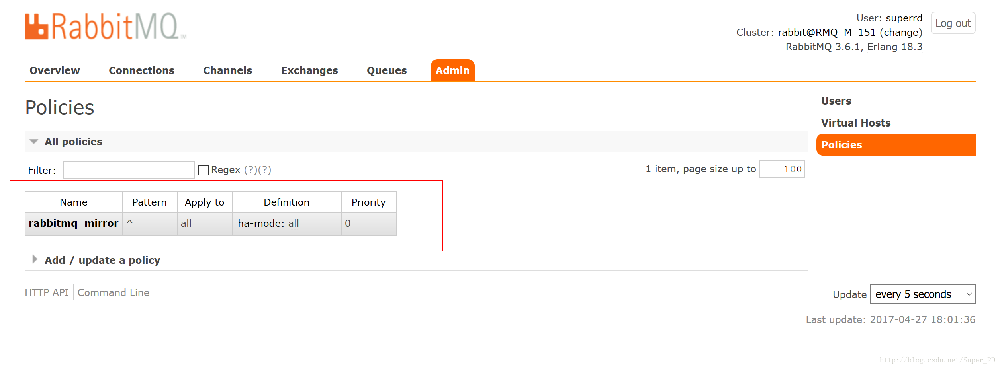 RabbitMQ™
User: superrd
Log out
Cluster: rabbit@RMQ_M_151 (change)
RabbitMQ 3.6.1, Erlang 18.3
Overview Connections Channels Exchanges Queues Admin
Policies
Users
Virtual Hosts
Policies
All policies
Filter: Regex (?)(?) 1 item, page size up to 100
Name Pattern Apply to Definition Priority
rabbitmq_mirror ^ all ha-mode: all 0
Add / update a policy
HTTP API Command Line
Update every 5 seconds
Last update: 2017-04-27 18:01:36
http://blog.csdn.net/Super_RD